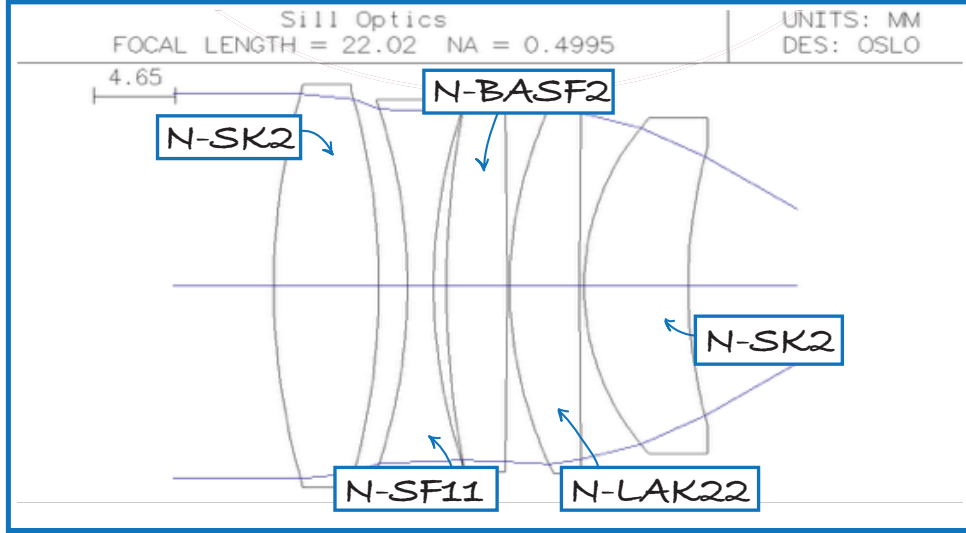 Sill Optics
FOCAL LENGTH = 22.02 NA = 0.4995
UNITS: MM
DES: OSLO
4.65
N-BASF2
N-SK2
N-SK2
N-SF11
N-LAK22